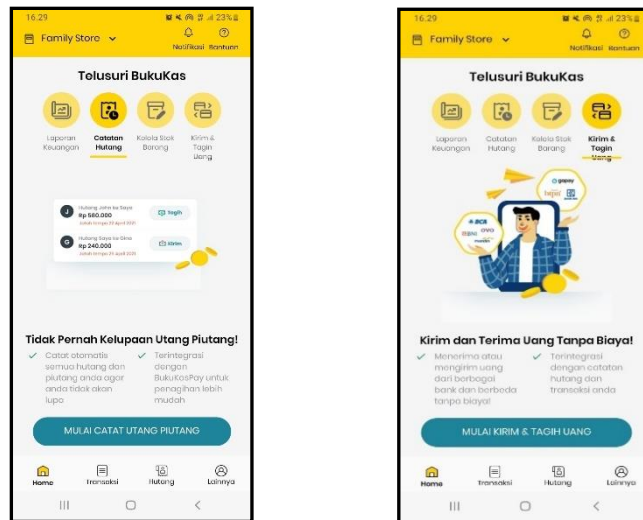 16.29
23%
Family Store
Notifikasi
Bantuan
Telusuri BukuKas
Laporan
Keuangan
Catatan
Hutang
Kelola Stok
Barang
Kirim &
Tagih
Uang
J
Hutang John ke Saya
Rp 580.000
Tagih
G
Hutang Saya ke Gina
Rp 240.000
Kirim
Tidak Pernah Kelupaan Utang Piutang!
Catat otomatis
semua hutang dan
piutang anda agar
anda tidak akan
lupa
Terintegrasi
dengan
BukuKasPay untuk
penagihan lebih
mudah
MULAI CATAT UTANG PIUTANG
Home
Transaksi
Hutang
Lainnya
16.29
23%
Family Store
Notifikasi
Bantuan
Telusuri BukuKas
Laporan
Keuangan
Catatan
Hutang
Kelola Stok
Barang
Kirim &
Tagih
Uang
gopay
BCA
BNI
OVO
mandiri
Kirim dan Terima Uang Tanpa Biaya!
Menerima atau
mengirim uang
dari berbagai
bank dan berbeda
tanpa biaya!
Terintegrasi
dengan catatan
hutang dan
transaksi anda
MULAI KIRIM & TAGIH UANG
Home
Transaksi
Hutang
Lainnya